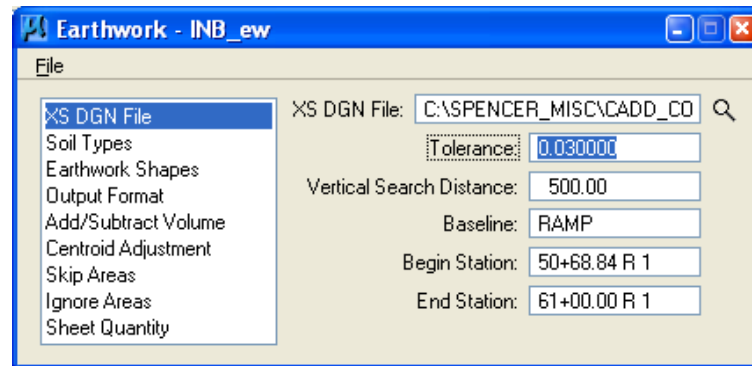 Earthwork - INB_ew
File
XS DGN File
Soil Types
Earthwork Shapes
Output Format
Add/Subtract Volume
Centroid Adjustment
Skip Areas
Ignore Areas
Sheet Quantity
XS DGN File: C:\SPENCER_MISC\CADD_CO
Tolerance: 0.030000
Vertical Search Distance: 500.00
Baseline: RAMP
Begin Station: 50+68.84 R 1
End Station: 61+00.00 R 1